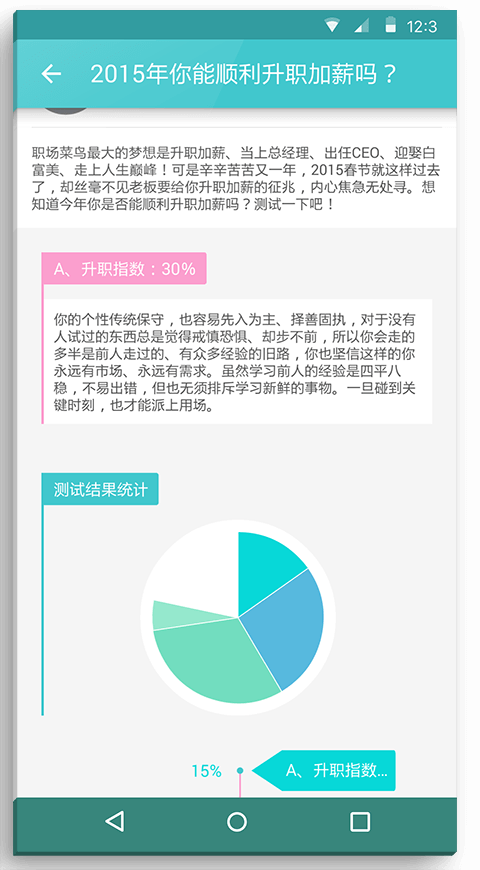 12:3
2015年你能顺利升职加薪吗？
职场菜鸟最大的梦想是升职加薪、当上总经理、出任CEO、迎娶白
富美、走上人生巅峰！可是辛辛苦苦又一年，2015春节就这样过去
了，却丝毫不见老板要给你升职加薪的征兆，内心焦急无处寻。想
知道今年你是否能顺利升职加薪吗？测试一下吧！
A、升职指数：30%
你的个性传统保守，也容易先入为主、择善固执，对于没有
人试过的东西总是觉得戒慎恐惧、却步不前，所以你会走的
多半是前人走过的、有众多经验的旧路，你也坚信这样的你
永远有市场、永远有需求。虽然学习前人的经验是四平八
稳，不易出错，但也无须排斥学习新鲜的事物。一旦碰到关
键时刻，也才能派上用场。
测试结果统计
15%
A、升职指数...